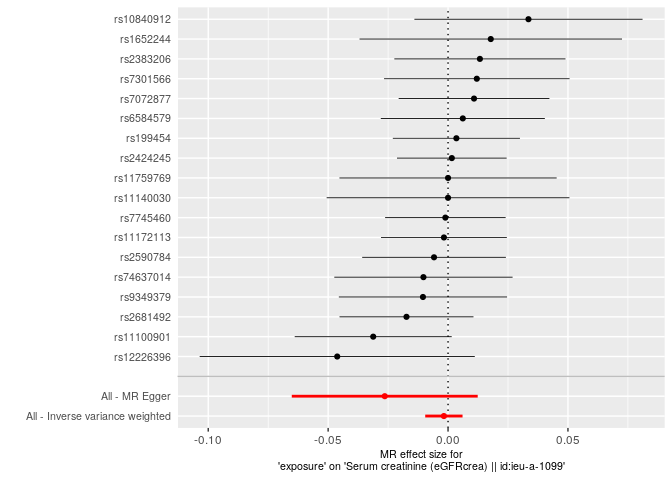 rs10840912
rs1652244
rs2383206
rs7301566
rs7072877
rs6584579
rs199454
rs2424245
rs11759769
rs11140030
rs7745460
rs11172113
rs2590784
rs74637014
rs9349379
rs2681492
rs11100901
rs12226396
All - MR Egger
All - Inverse variance weighted
-0.10 -0.05 0.00 0.05
MR effect size for
'exposure' on 'Serum creatinine (eGFRcrea) || id:ieu-a-1099'